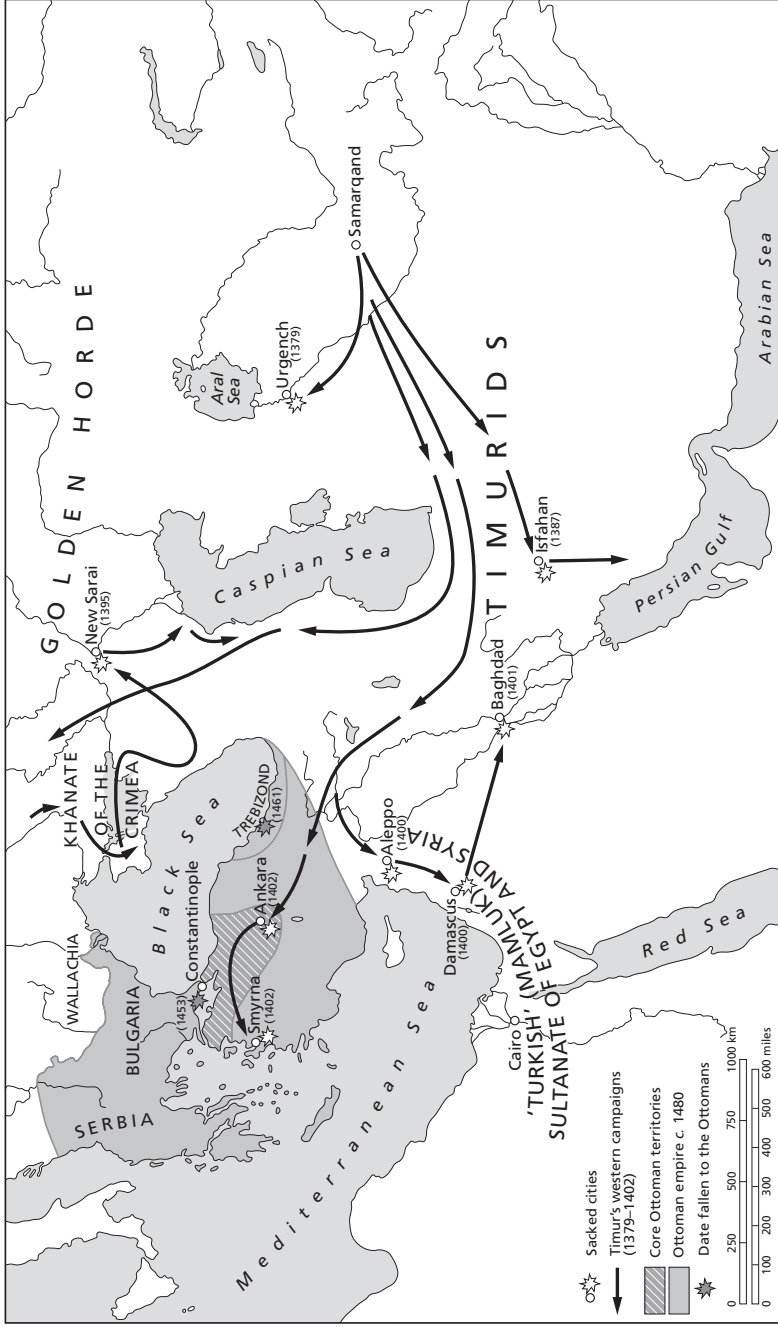 GOLDEN HORDE
KHANATE
OF THE
CRIMEA
New Sarai
(1395)
WALLACHIA
BULGARIA
SERBIA
Black Sea
Constantinople
(1453)
TREBIZOND
(1461)
Ankara
(1402)
Smyrna
(1402)
Caspian Sea
Aral
Sea
Urgench
(1379)
Samarqand
TIMURIDS
Isfahan
(1387)
Baghdad
(1401)
Aleppo
(1400)
Damascus
(1400)
Mediterranean Sea
Cairo
'TURKISH' (MAMLUK)
SULTANATE OF EGYPT AND SYRIA
Red Sea
Persian Gulf
Arabian Sea
Sacked cities
Timur's western campaigns
(1379–1402)
Core Ottoman territories
Ottoman empire c. 1480
Date fallen to the Ottomans
0 250 500 750 1000 km
0 100 200 300 400 500 600 miles